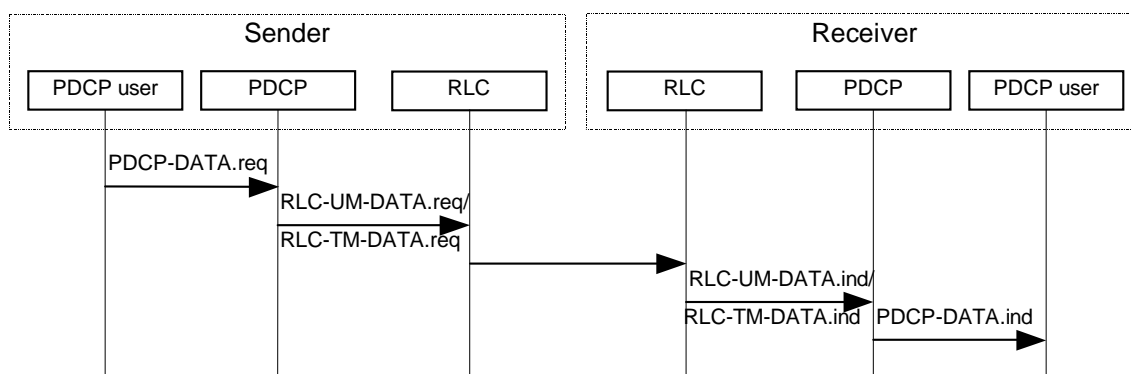 Sender
Receiver
PDCP user
PDCP
RLC
RLC
PDCP
PDCP user
PDCP-DATA.req
RLC-UM-DATA.req/
RLC-TM-DATA.req
RLC-UM-DATA.ind/
RLC-TM-DATA.ind
PDCP-DATA.ind